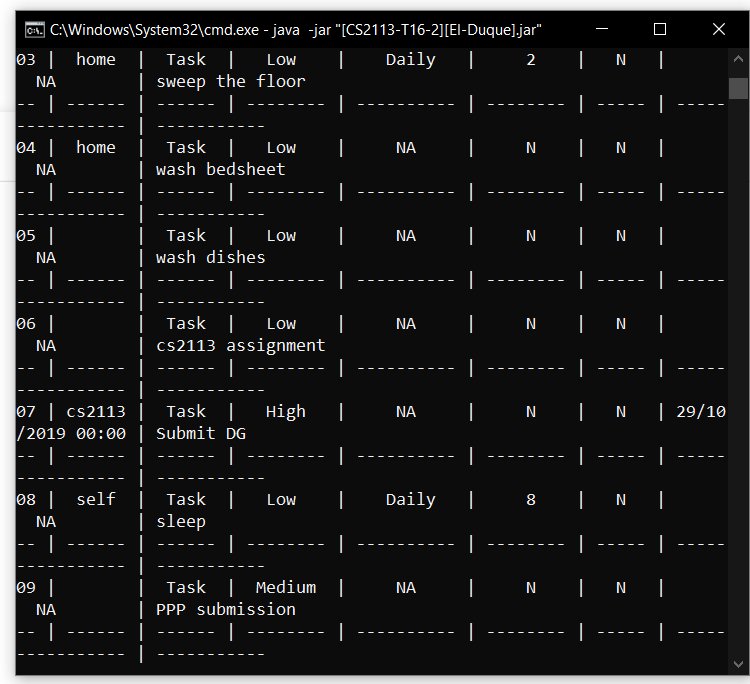 C:\Windows\System32\cmd.exe - java  -jar "[CS2113-T16-2][El-Duque].jar"
03 |  home  |  Task  |   Low    |    Daily   |     2    |   N   |
  NA        | sweep the floor
-- | ------ | ------ | -------- | ---------- | -------- | ----- | -----
----------- | -----------
04 |  home  |  Task  |   Low    |     NA     |     N    |   N   |
  NA        | wash bedsheet
-- | ------ | ------ | -------- | ---------- | -------- | ----- | -----
----------- | -----------
05 |        |  Task  |   Low    |     NA     |     N    |   N   |
  NA        | wash dishes
-- | ------ | ------ | -------- | ---------- | -------- | ----- | -----
----------- | -----------
06 |        |  Task  |   Low    |     NA     |     N    |   N   |
  NA        | cs2113 assignment
-- | ------ | ------ | -------- | ---------- | -------- | ----- | -----
----------- | -----------
07 | cs2113 |  Task  |   High   |     NA     |     N    |   N   | 29/10
/2019 00:00 | Submit DG
-- | ------ | ------ | -------- | ---------- | -------- | ----- | -----
----------- | -----------
08 |  self  |  Task  |   Low    |    Daily   |     8    |   N   |
  NA        | sleep
-- | ------ | ------ | -------- | ---------- | -------- | ----- | -----
----------- | -----------
09 |        |  Task  |  Medium  |     NA     |     N    |   N   |
  NA        | PPP submission
-- | ------ | ------ | -------- | ---------- | -------- | ----- | -----
----------- | -----------